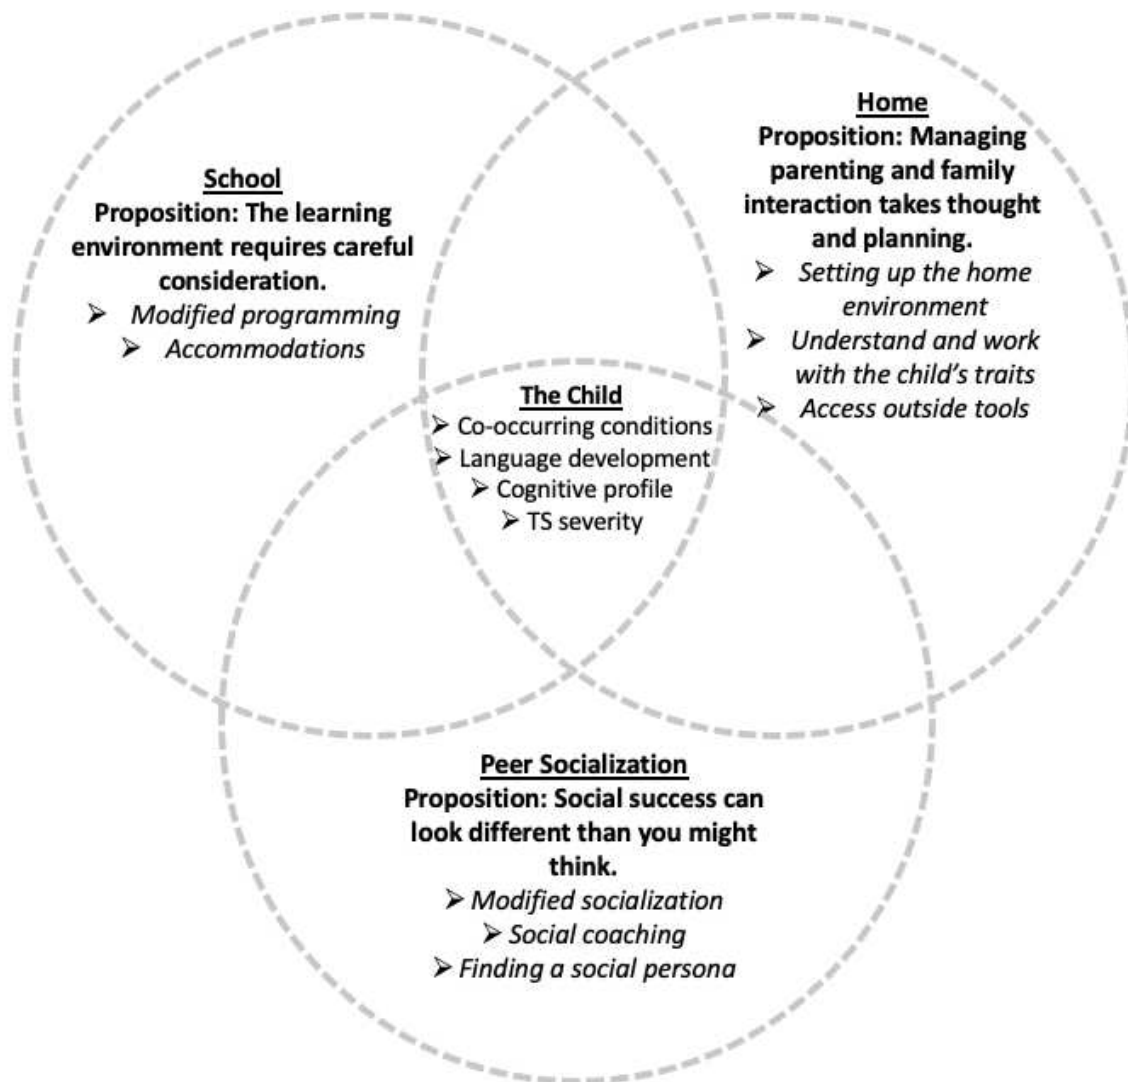 School
Proposition: The learning
environment requires careful
consideration.
➢ Modified programming
➢ Accommodations
Home
Proposition: Managing
parenting and family
interaction takes thought
and planning.
➢ Setting up the home
environment
➢ Understand and work
with the child’s traits
➢ Access outside tools
The Child
➢ Co-occurring conditions
➢ Language development
➢ Cognitive profile
➢ TS severity
Peer Socialization
Proposition: Social success can
look different than you might
think.
➢ Modified socialization
➢ Social coaching
➢ Finding a social persona